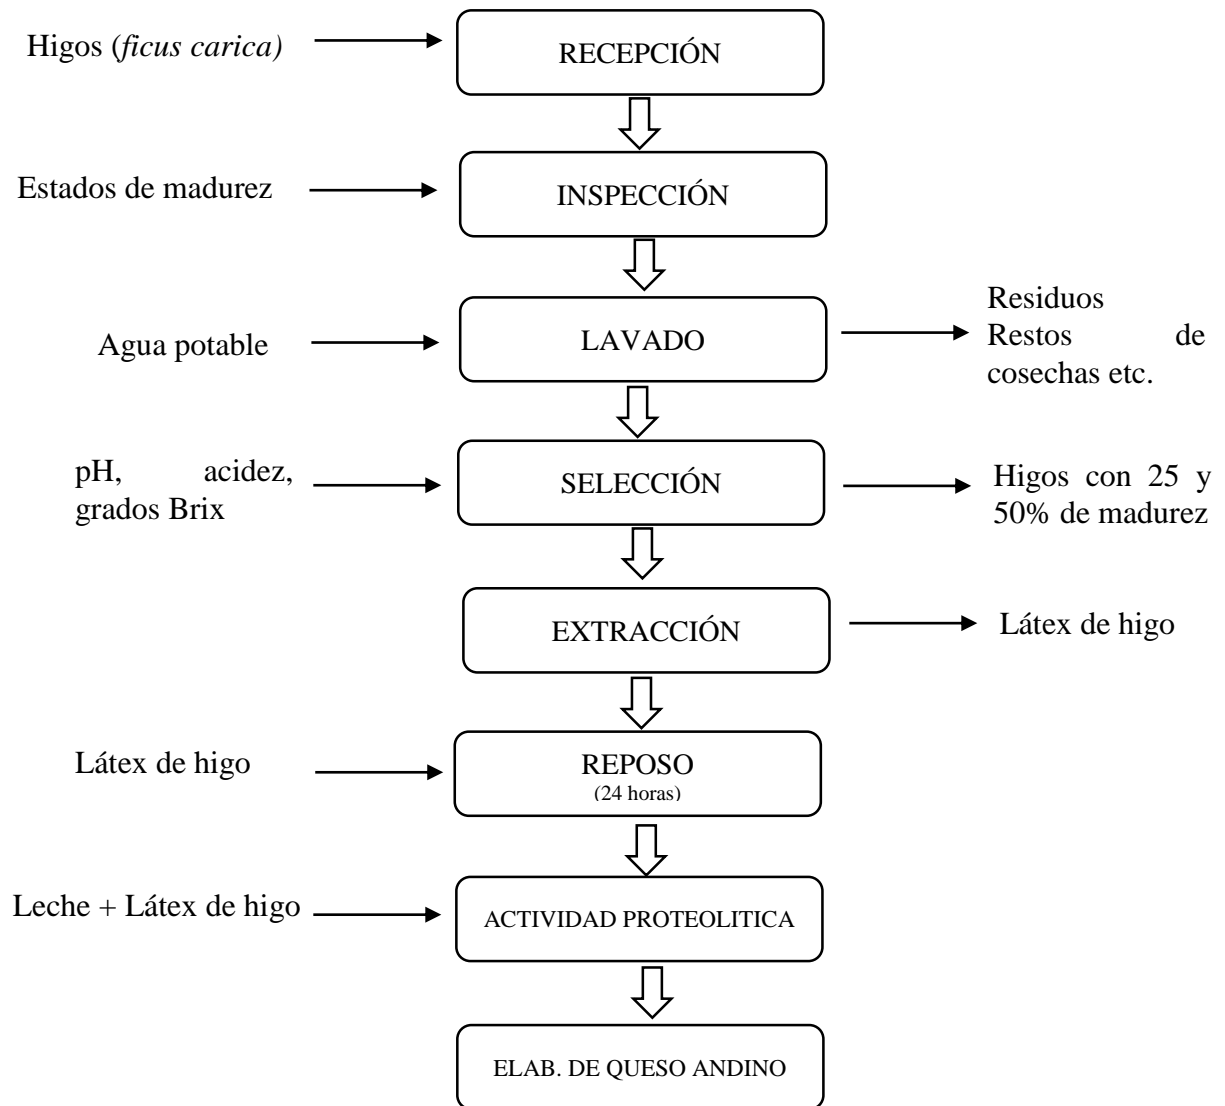 Higos (ficus carica)
RECEPCIÓN
Estados de madurez
INSPECCIÓN
Agua potable
LAVADO
Residuos
Restos de
cosechas etc.
pH, acidez,
grados Brix
SELECCIÓN
Higos con 25 y
50% de madurez
EXTRACCIÓN
Látex de higo
Látex de higo
REPOSO
(24 horas)
Leche + Látex de higo
ACTIVIDAD PROTEOLITICA
ELAB. DE QUESO ANDINO